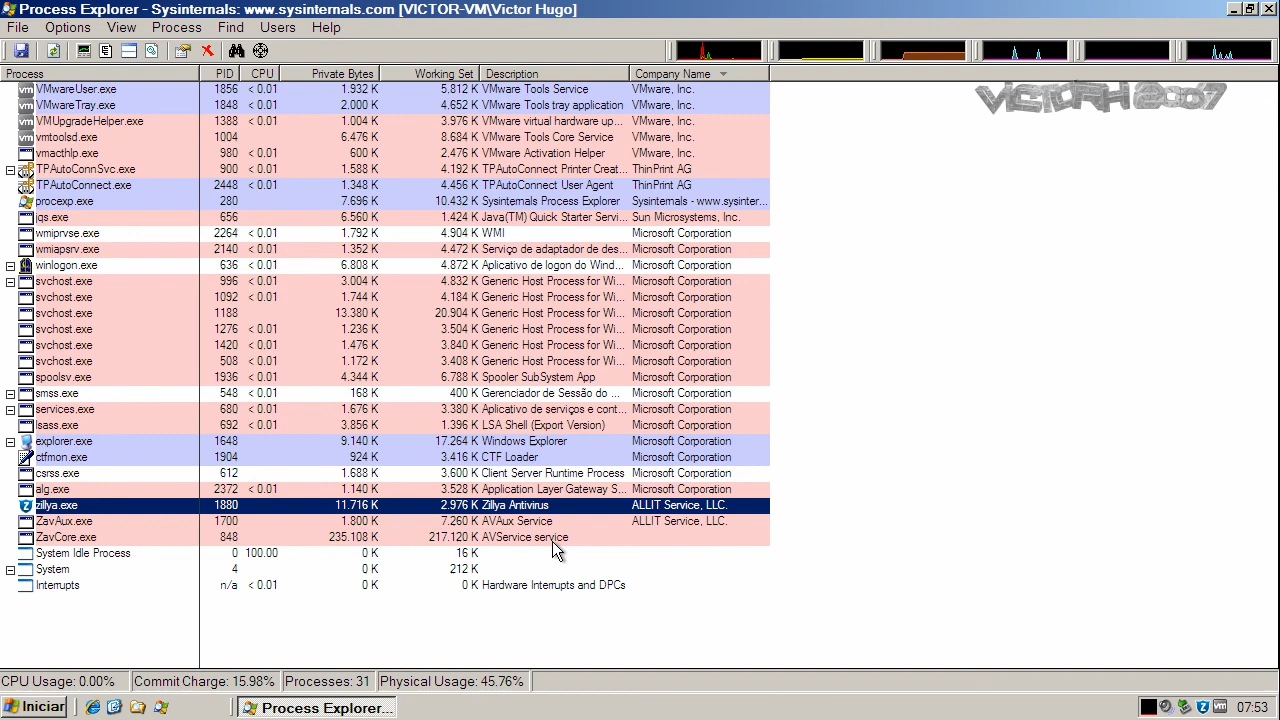 Process Explorer - Sysinternals: www.sysinternals.com [VICTOR-VM\Victor Hugo]
File Options View Process Find Users Help
Process PID CPU Private Bytes Working Set Description Company Name
VICTORH 2007
VMwareUser.exe 1856 < 0.01 1.932 K 5.812 K VMware Tools Service VMware, Inc.
VMwareTray.exe 1848 < 0.01 2.000 K 4.652 K VMware Tools tray application VMware, Inc.
VMUpgradeHelper.exe 1388 < 0.01 1.004 K 3.976 K VMware virtual hardware up... VMware, Inc.
vmtoolsd.exe 1004 6.476 K 8.684 K VMware Tools Core Service VMware, Inc.
vmacthlp.exe 980 < 0.01 600 K 2.476 K VMware Activation Helper VMware, Inc.
TPAutoConnSvc.exe 900 < 0.01 1.588 K 4.192 K TPAutoConnect Printer Creat... ThinPrint AG
TPAutoConnect.exe 2448 < 0.01 1.348 K 4.456 K TPAutoConnect User Agent ThinPrint AG
procexp.exe 280 7.696 K 10.432 K Sysinternals Process Explorer Sysinternals - www.sysinter...
jqs.exe 656 6.560 K 1.424 K Java(TM) Quick Starter Servi... Sun Microsystems, Inc.
wmiprvse.exe 2264 < 0.01 1.792 K 4.904 K WMI Microsoft Corporation
wmiapsrv.exe 2140 < 0.01 1.352 K 4.472 K Serviço de adaptador de des... Microsoft Corporation
winlogon.exe 636 < 0.01 6.808 K 4.872 K Aplicativo de logon do Wind... Microsoft Corporation
svchost.exe 996 < 0.01 3.004 K 4.832 K Generic Host Process for Wi... Microsoft Corporation
svchost.exe 1092 < 0.01 1.744 K 4.184 K Generic Host Process for Wi... Microsoft Corporation
svchost.exe 1188 13.380 K 20.904 K Generic Host Process for Wi... Microsoft Corporation
svchost.exe 1276 < 0.01 1.236 K 3.504 K Generic Host Process for Wi... Microsoft Corporation
svchost.exe 1420 < 0.01 1.476 K 3.840 K Generic Host Process for Wi... Microsoft Corporation
svchost.exe 508 < 0.01 1.172 K 3.408 K Generic Host Process for Wi... Microsoft Corporation
spoolsv.exe 1936 < 0.01 4.344 K 6.788 K Spooler SubSystem App Microsoft Corporation
smss.exe 548 < 0.01 168 K 400 K Gerenciador de Sessão do ... Microsoft Corporation
services.exe 680 < 0.01 1.676 K 3.380 K Aplicativo de serviços e cont... Microsoft Corporation
lsass.exe 692 < 0.01 3.856 K 1.396 K LSA Shell (Export Version) Microsoft Corporation
explorer.exe 1648 9.140 K 17.264 K Windows Explorer Microsoft Corporation
ctfmon.exe 1904 924 K 3.416 K CTF Loader Microsoft Corporation
csrss.exe 612 1.688 K 3.600 K Client Server Runtime Process Microsoft Corporation
alg.exe 2372 < 0.01 1.140 K 3.528 K Application Layer Gateway S... Microsoft Corporation
zillya.exe 1880 11.716 K 2.976 K Zillya Antivirus ALLIT Service, LLC.
ZavAux.exe 1700 1.800 K 7.260 K AVAux Service ALLIT Service, LLC.
ZavCore.exe 848 235.108 K 217.120 K AVService service
System Idle Process 0 100.00 0 K 16 K
System 4 0 K 212 K
Interrupts n/a < 0.01 0 K 0 K Hardware Interrupts and DPCs
CPU Usage: 0.00% Commit Charge: 15.98% Processes: 31 Physical Usage: 45.76%
Iniciar Process Explorer... 07:53